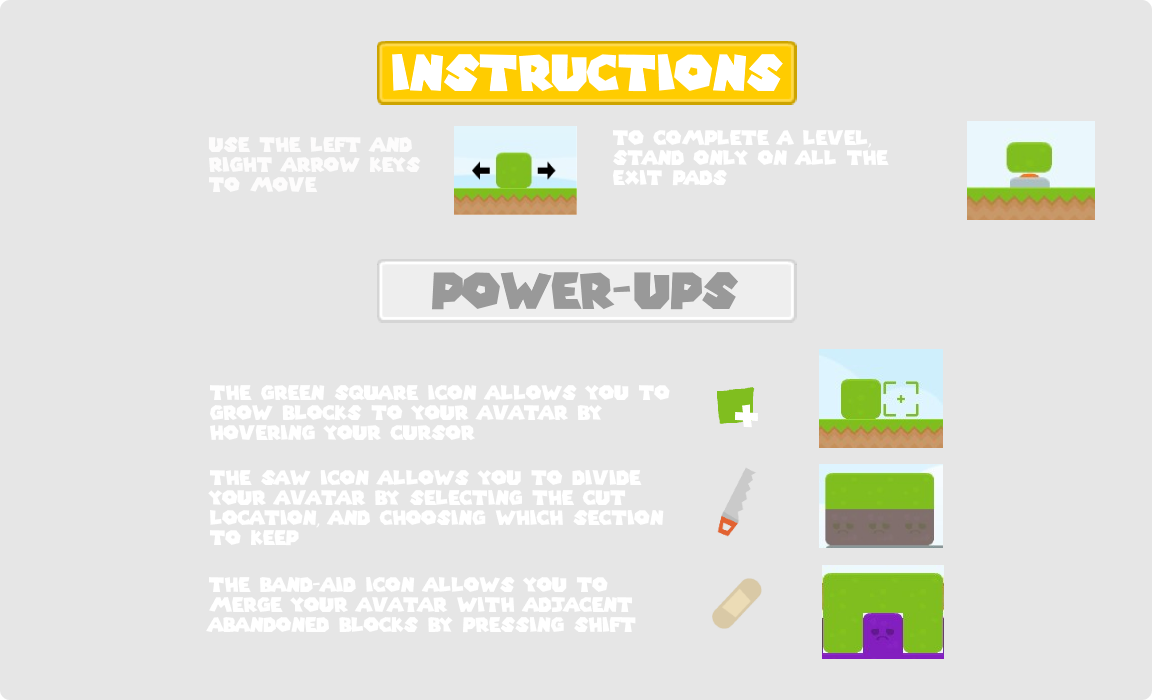 INSTRUCTIONS
USE THE LEFT AND
RIGHT ARROW KEYS
TO MOVE
TO COMPLETE A LEVEL,
STAND ONLY ON ALL THE
EXIT PADS
POWER-UPS
THE GREEN SQUARE ICON ALLOWS YOU TO
GROW BLOCKS TO YOUR AVATAR BY
HOVERING YOUR CURSOR
THE SAW ICON ALLOWS YOU TO DIVIDE
YOUR AVATAR BY SELECTING THE CUT
LOCATION, AND CHOOSING WHICH SECTION
TO KEEP
THE BAND-AID ICON ALLOWS YOU TO
MERGE YOUR AVATAR WITH ADJACENT
ABANDONED BLOCKS BY PRESSING SHIFT